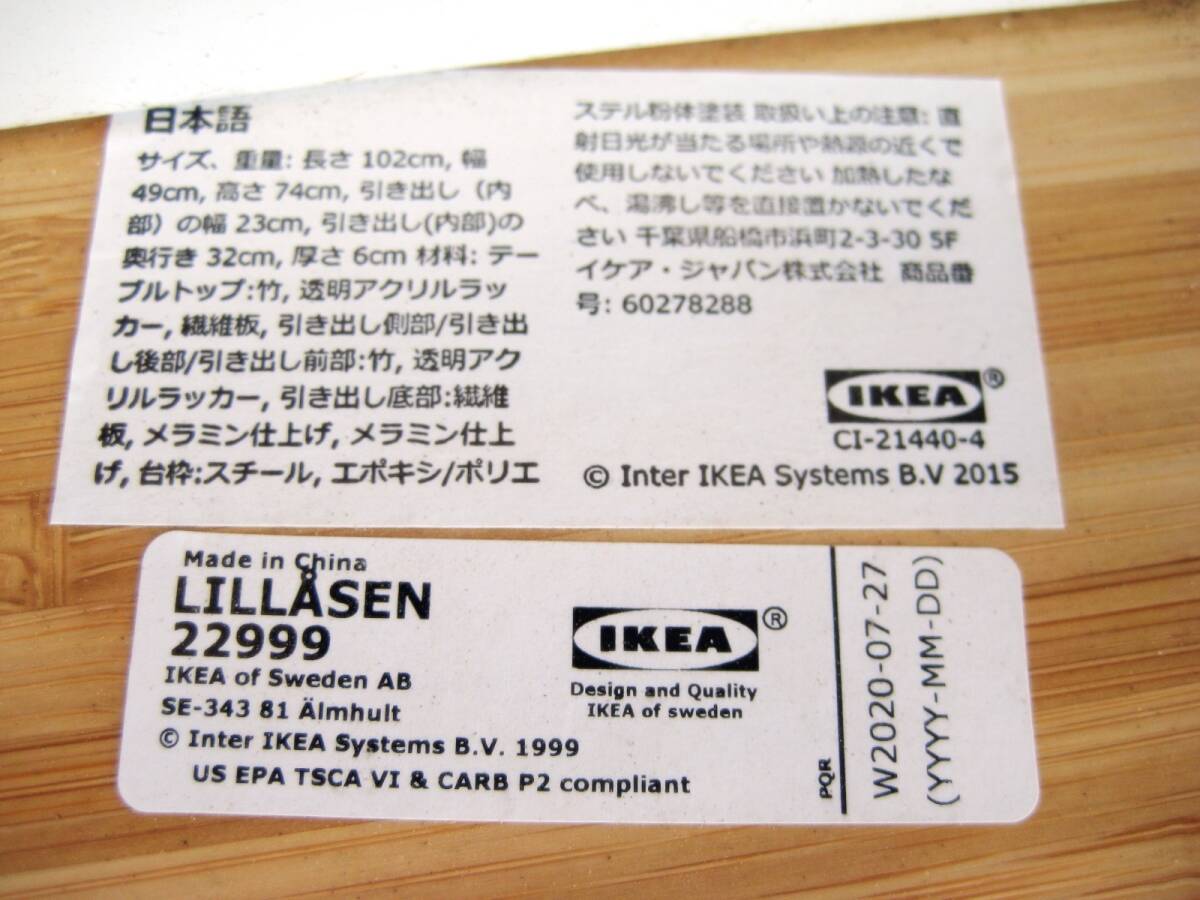 日本語
サイズ、重量: 長さ 102cm, 幅
49cm, 高さ 74cm, 引き出し（内
部）の幅 23cm, 引き出し(内部)の
奥行き 32cm, 厚さ 6cm 材料: テー
ブルトップ:竹, 透明アクリルラッ
カー, 繊維板, 引き出し側部/引き出
し後部/引き出し前部:竹, 透明アク
リルラッカー, 引き出し底部:繊維
板, メラミン仕上げ, メラミン仕上
げ, 台枠:スチール, エポキシ/ポリエ
ステル粉体塗装 取扱い上の注意: 直
射日光が当たる場所や熱源の近くで
使用しないでください 加熱したな
べ、湯沸し等を直接置かないでくだ
さい 千葉県船橋市浜町2-3-30 5F
イケア・ジャパン株式会社 商品番
号: 60278288
IKEA®
CI-21440-4
© Inter IKEA Systems B.V 2015
Made in China
LILLÅSEN
22999
IKEA of Sweden AB
SE-343 81 Älmhult
© Inter IKEA Systems B.V. 1999
US EPA TSCA VI & CARB P2 compliant
IKEA®
Design and Quality
IKEA of sweden
PQR
W2020-07-27
(YYYY-MM-DD)